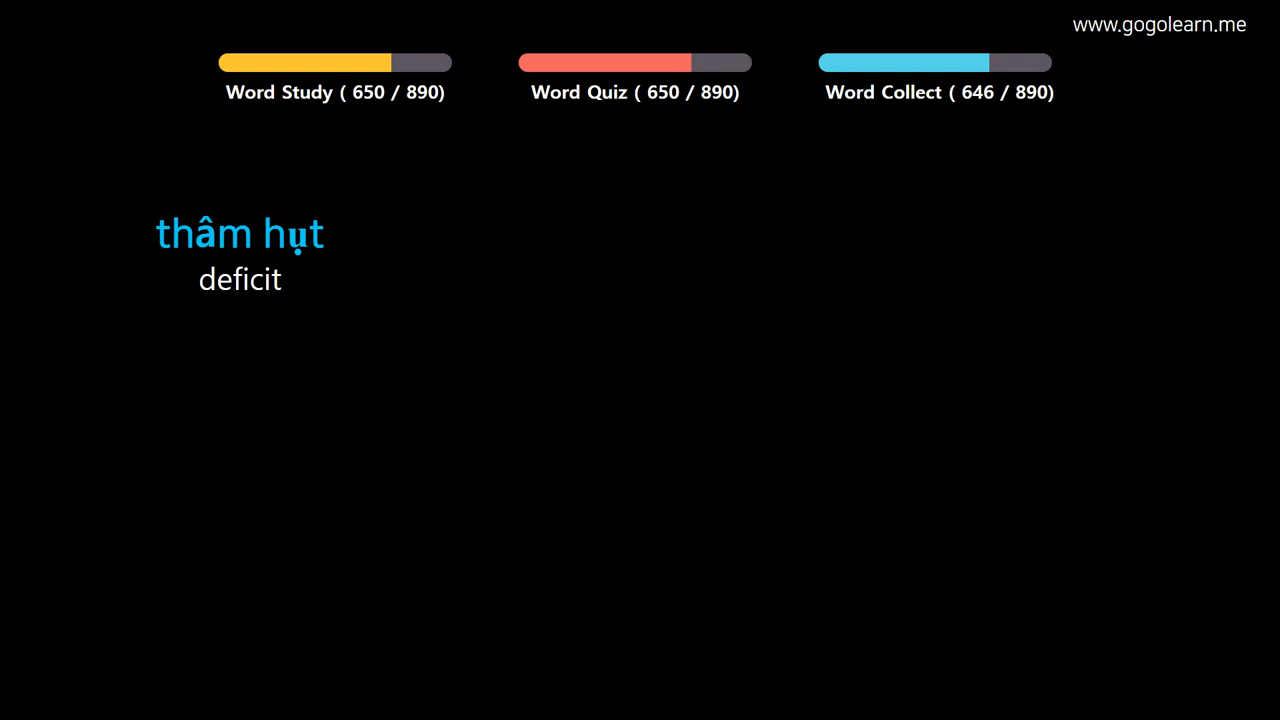 www.gogolearn.me
Word Study ( 650 / 890)
Word Quiz ( 650 / 890)
Word Collect ( 646 / 890)
thâm hụt
deficit